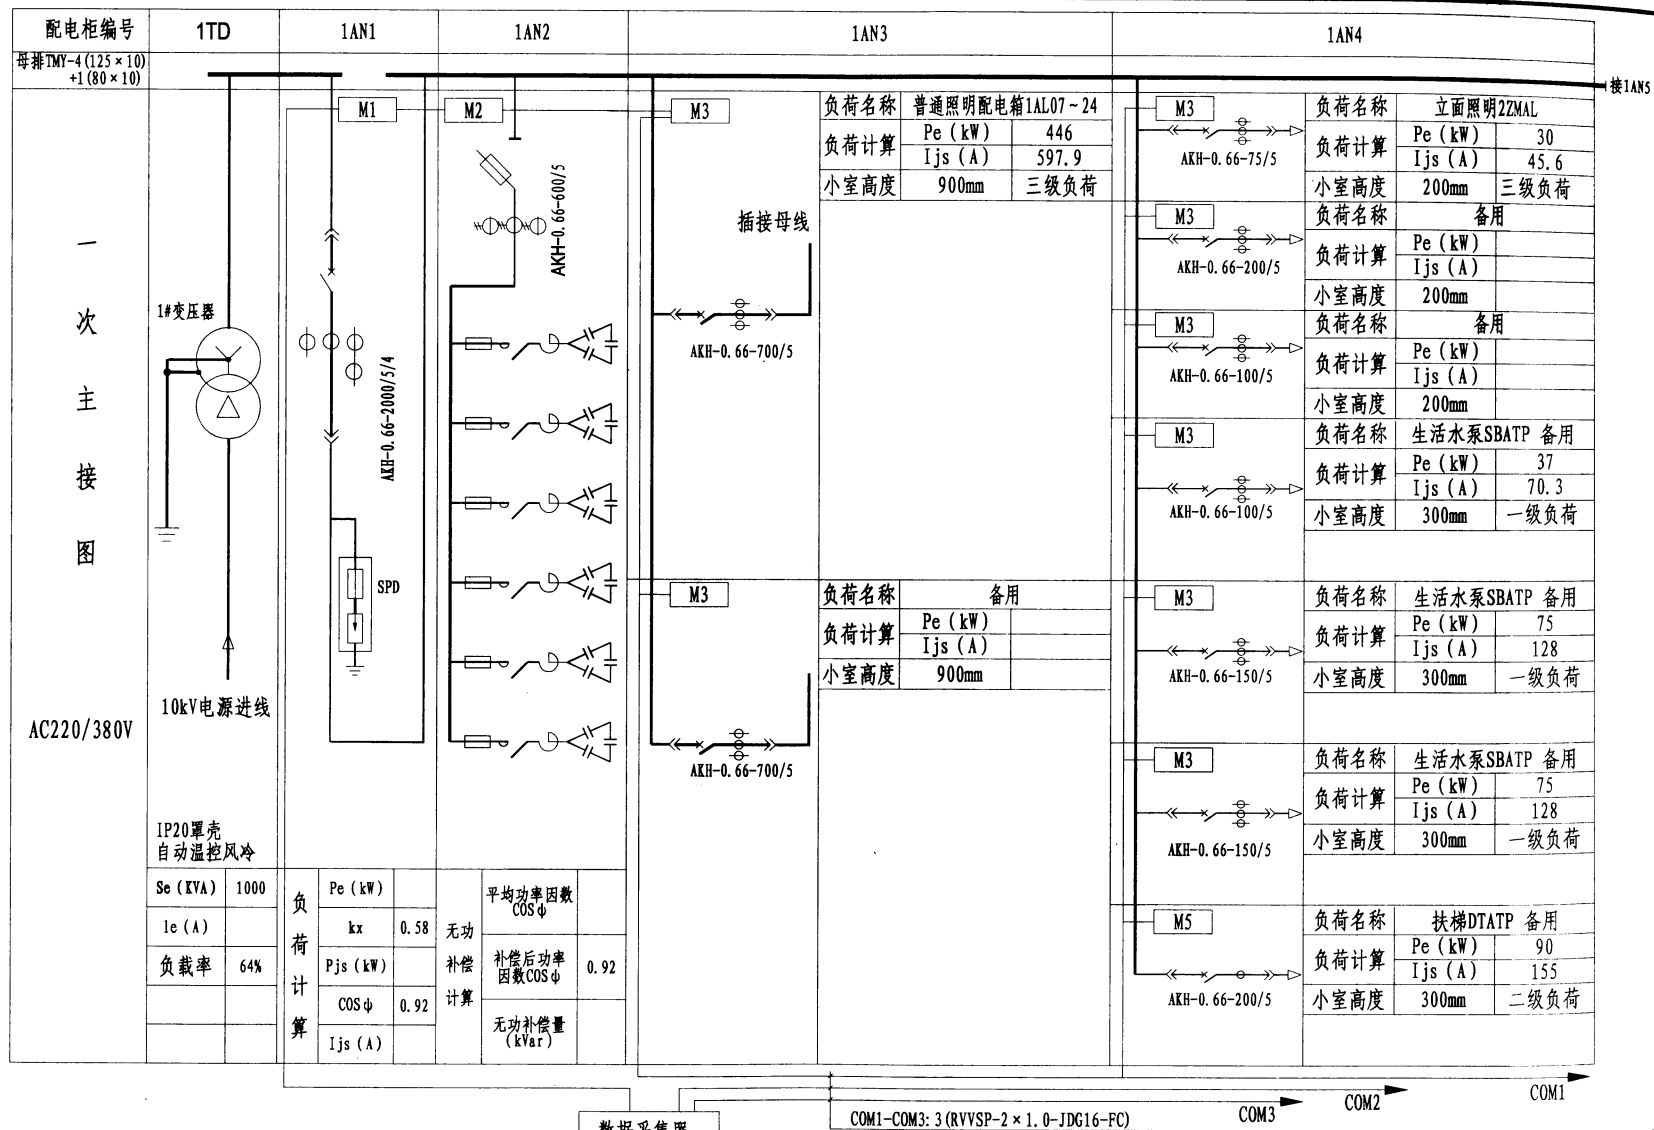 配电柜编号 1TD 1AN1 1AN2 1AN3 1AN4
母排TMY-4(125×10)
+1(80×10)
接1AN5
一次主接图
AC220/380V
1#变压器
10kV电源进线
IP20罩壳
自动温控风冷
Se(KVA) 1000
Ie(A)
负载率 64%
M1
AKH-0.66-2000/5/4
SPD
负荷计算
Pe(kW)
kx 0.58
Pjs(kW)
COSψ 0.92
Ijs(A)
M2
AKH-0.66-600/5
无功补偿计算
平均功率因数
COSψ
补偿后功率
因数COSψ 0.92
无功补偿量
(kVar)
M3
插接母线
AKH-0.66-700/5
负荷名称 普通照明配电箱1AL07~24
负荷计算 Pe(kW) 446
Ijs(A) 597.9
小室高度 900mm 三级负荷
M3
AKH-0.66-700/5
负荷名称 备用
负荷计算 Pe(kW)
Ijs(A)
小室高度 900mm
M3
AKH-0.66-75/5
负荷名称 立面照明2ZMAL
负荷计算 Pe(kW) 30
Ijs(A) 45.6
小室高度 200mm 三级负荷
M3
AKH-0.66-200/5
负荷名称 备用
负荷计算 Pe(kW)
Ijs(A)
小室高度 200mm
M3
AKH-0.66-100/5
负荷名称 备用
负荷计算 Pe(kW)
Ijs(A)
小室高度 200mm
M3
AKH-0.66-100/5
负荷名称 生活水泵SBATP 备用
负荷计算 Pe(kW) 37
Ijs(A) 70.3
小室高度 300mm 一级负荷
M3
AKH-0.66-150/5
负荷名称 生活水泵SBATP 备用
负荷计算 Pe(kW) 75
Ijs(A) 128
小室高度 300mm 一级负荷
M3
AKH-0.66-150/5
负荷名称 生活水泵SBATP 备用
负荷计算 Pe(kW) 75
Ijs(A) 128
小室高度 300mm 一级负荷
M5
AKH-0.66-200/5
负荷名称 扶梯DTATP 备用
负荷计算 Pe(kW) 90
Ijs(A) 155
小室高度 300mm 二级负荷
COM1
COM2
COM3
COM1-COM3:3(RVVSP-2×1.0-JDG16-FC)
数据采集器